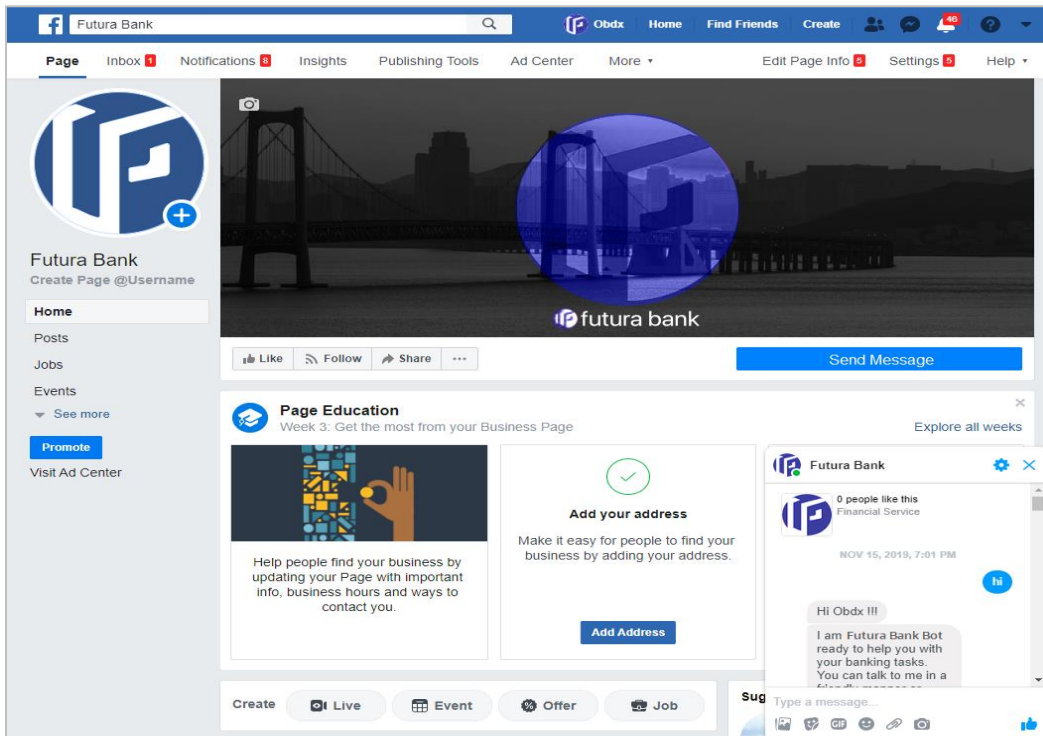 Futura Bank
Obdx Home Find Friends Create 46
Page Inbox 1 Notifications 8 Insights Publishing Tools Ad Center More Edit Page Info 5 Settings 5 Help
Futura Bank
Create Page @Username
Home
Posts
Jobs
Events
See more
Promote
Visit Ad Center
futura bank
Like Follow Share ...
Send Message
Page Education
Week 3: Get the most from your Business Page
Explore all weeks
Help people find your business by
updating your Page with important
info, business hours and ways to
contact you.
Add your address
Make it easy for people to find your
business by adding your address.
Add Address
Create Live Event Offer Job
Sug
Futura Bank
0 people like this
Financial Service
NOV 15, 2019, 7:01 PM
hi
Hi Obdx !!!
I am Futura Bank Bot
ready to help you with
your banking tasks.
You can talk to me in a
Type a message...
GIF